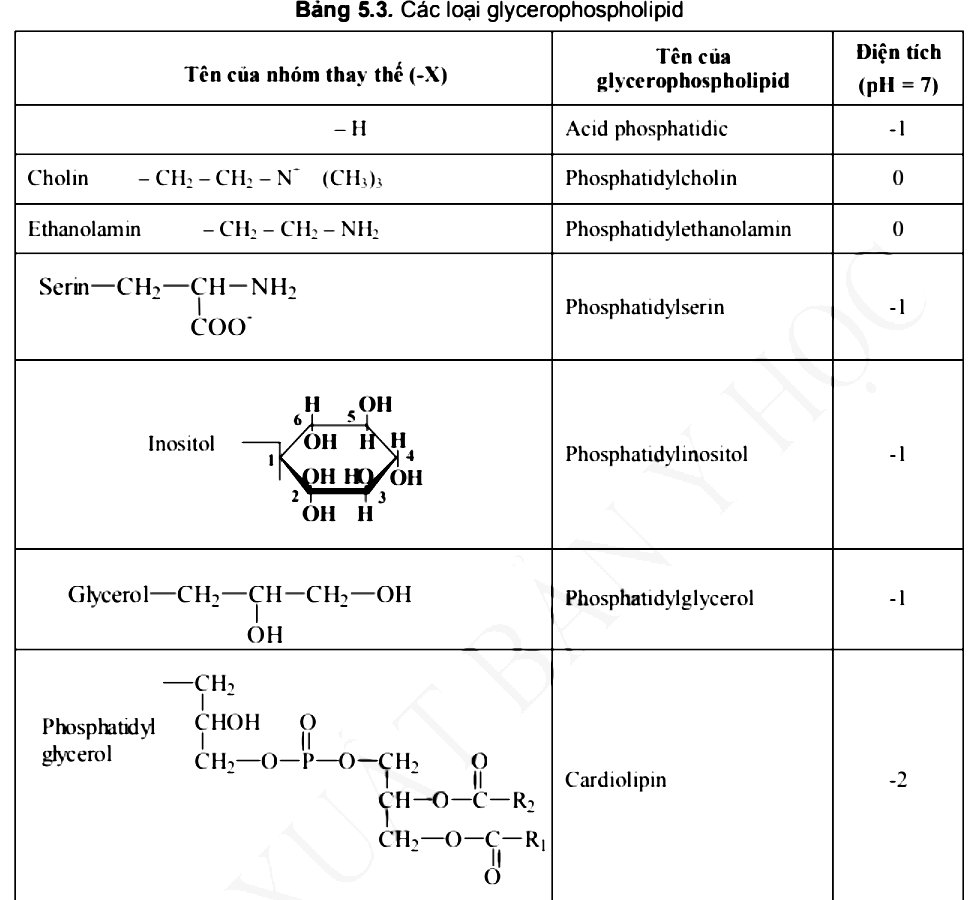 Bảng 5.3. Các loại glycerophospholipid
Tên của nhóm thay thế (-X)
Tên của glycerophospholipid
Điện tích (pH = 7)
– H
Acid phosphatidic
-1
Cholin – CH₂ – CH₂ – N⁻ (CH₃)₃
Phosphatidylcholin
0
Ethanolamin – CH₂ – CH₂ – NH₂
Phosphatidylethanolamin
0
Serin—CH₂—CH—NH₂
COO⁻
Phosphatidylserin
-1
H OH
6 5
OH H H
Inositol
1 4
OH HO OH
2 3
OH H
Phosphatidylinositol
-1
Glycerol—CH₂—CH—CH₂—OH
OH
Phosphatidylglycerol
-1
—CH₂
Phosphatidyl glycerol
CHOH O
CH₂—O—P—O—CH₂ O
CH—O—C—R₂
CH₂—O—C—R₁
O
Cardiolipin
-2
XUẤT BẢN Y HỌC